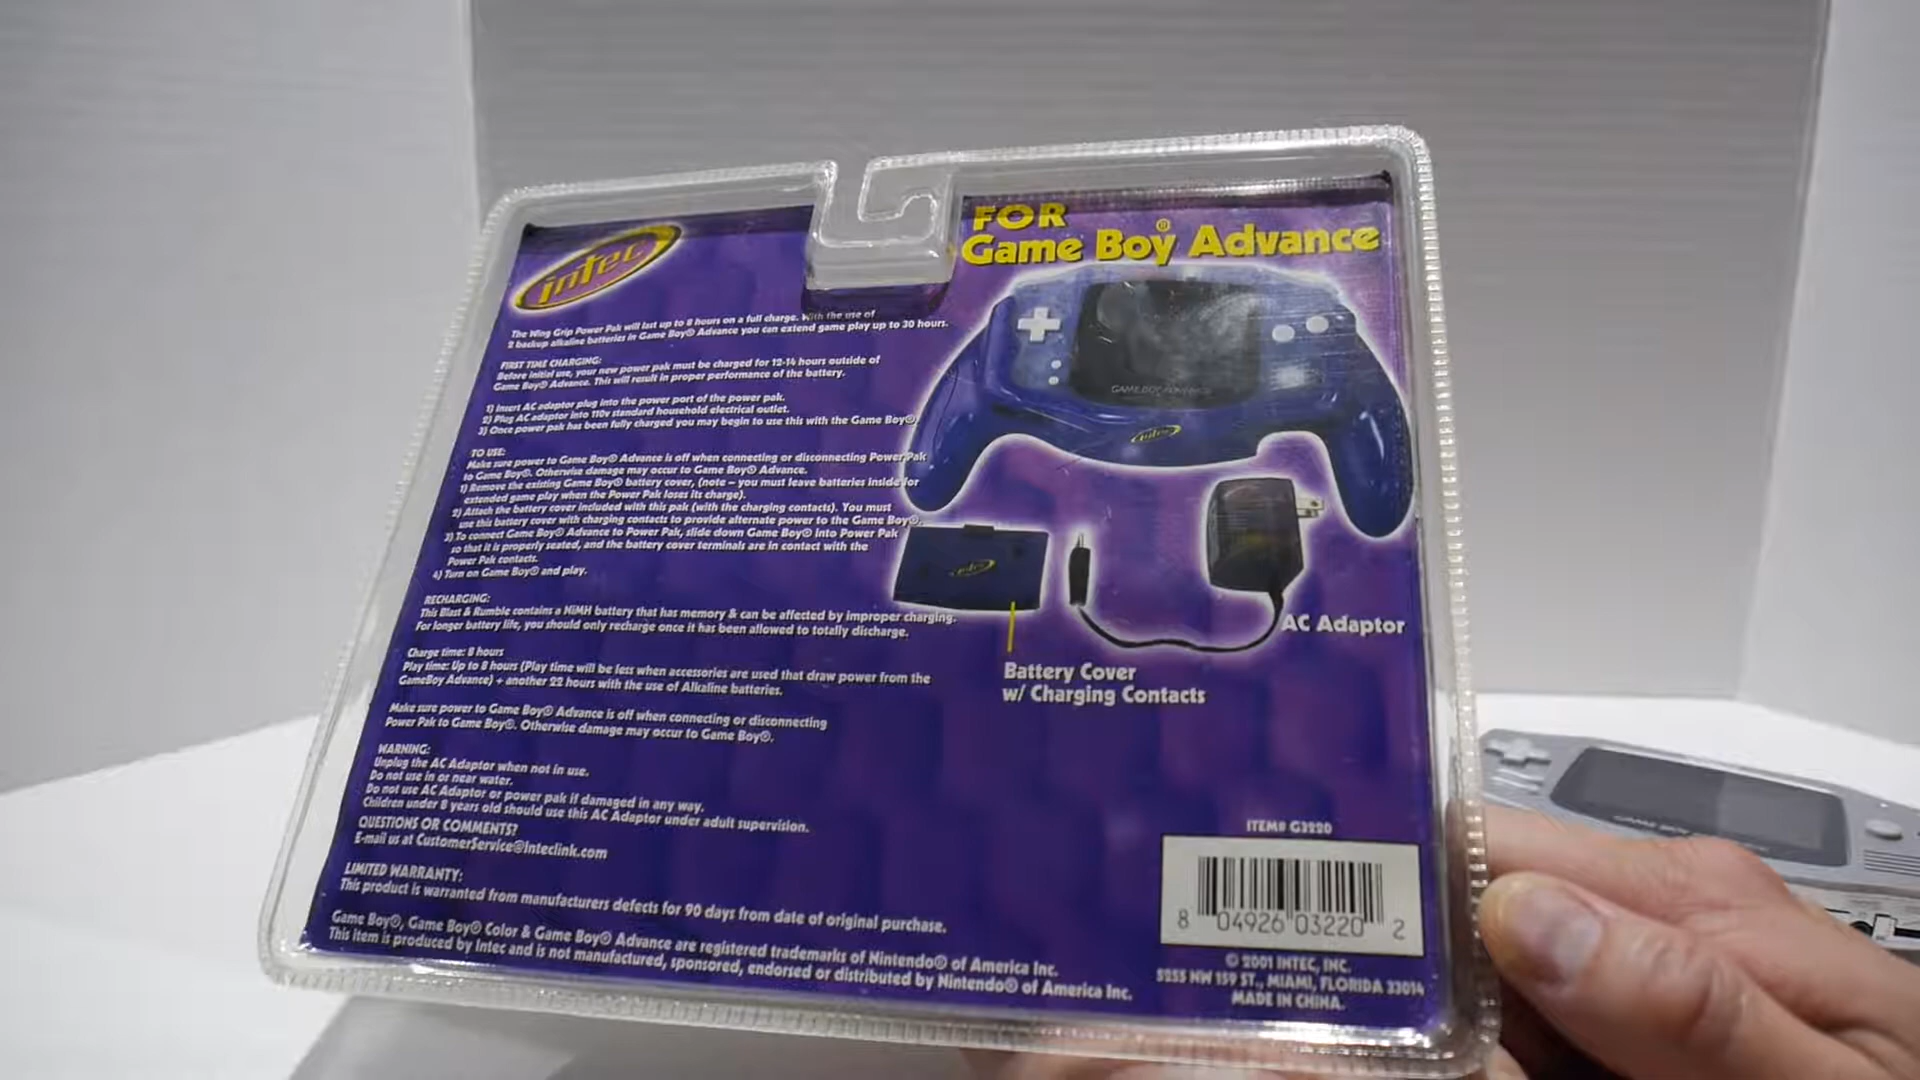 intec
FOR
Game Boy® Advance
The Wing Grip Power Pak will last up to 8 hours on a full charge. With the use of
2 backup alkaline batteries in Game Boy® Advance you can extend game play up to 30 hours.
FIRST TIME CHARGING:
Before initial use, your new power pak must be charged for 12-14 hours outside of
Game Boy® Advance. This will result in proper performance of the battery.
1) Insert AC adaptor plug into the power port of the power pak.
2) Plug AC adaptor into 110v standard household electrical outlet.
3) Once power pak has been fully charged you may begin to use this with the Game Boy®.
TO USE:
Make sure power to Game Boy® Advance is off when connecting or disconnecting Power Pak
to Game Boy®. Otherwise damage may occur to Game Boy® Advance.
1) Remove the existing Game Boy® battery cover, (note – you must leave batteries inside for
extended game play when the Power Pak loses its charge).
2) Attach the battery cover included with this pak (with the charging contacts). You must
use this battery cover with charging contacts to provide alternate power to the Game Boy®.
3) To connect Game Boy® Advance to Power Pak, slide down Game Boy® into Power Pak
so that it is properly seated, and the battery cover terminals are in contact with the
Power Pak contacts.
4) Turn on Game Boy® and play.
RECHARGING:
This Blast & Rumble contains a NiMH battery that has memory & can be affected by improper charging.
For longer battery life, you should only recharge once it has been allowed to totally discharge.
Charge time: 8 hours
Play time: Up to 8 hours (Play time will be less when accessories are used that draw power from the
GameBoy Advance) + another 22 hours with the use of Alkaline batteries.
Make sure power to Game Boy® Advance is off when connecting or disconnecting
Power Pak to Game Boy®. Otherwise damage may occur to Game Boy®.
WARNING:
Unplug the AC Adaptor when not in use.
Do not use in or near water.
Do not use AC Adaptor or power pak if damaged in any way.
Children under 8 years old should use this AC Adaptor under adult supervision.
QUESTIONS OR COMMENTS?
E-mail us at CustomerService@Inteclink.com
LIMITED WARRANTY:
This product is warranted from manufacturers defects for 90 days from date of original purchase.
Game Boy®, Game Boy® Color & Game Boy® Advance are registered trademarks of Nintendo® of America Inc.
This item is produced by Intec and is not manufactured, sponsored, endorsed or distributed by Nintendo® of America Inc.
GAME BOY ADVANCE
intec
intec
AC Adaptor
Battery Cover
w/ Charging Contacts
ITEM# G3220
8 04926 03220 2
© 2001 INTEC, INC.
5255 NW 159 ST., MIAMI, FLORIDA 33014
MADE IN CHINA.
GAME BOY